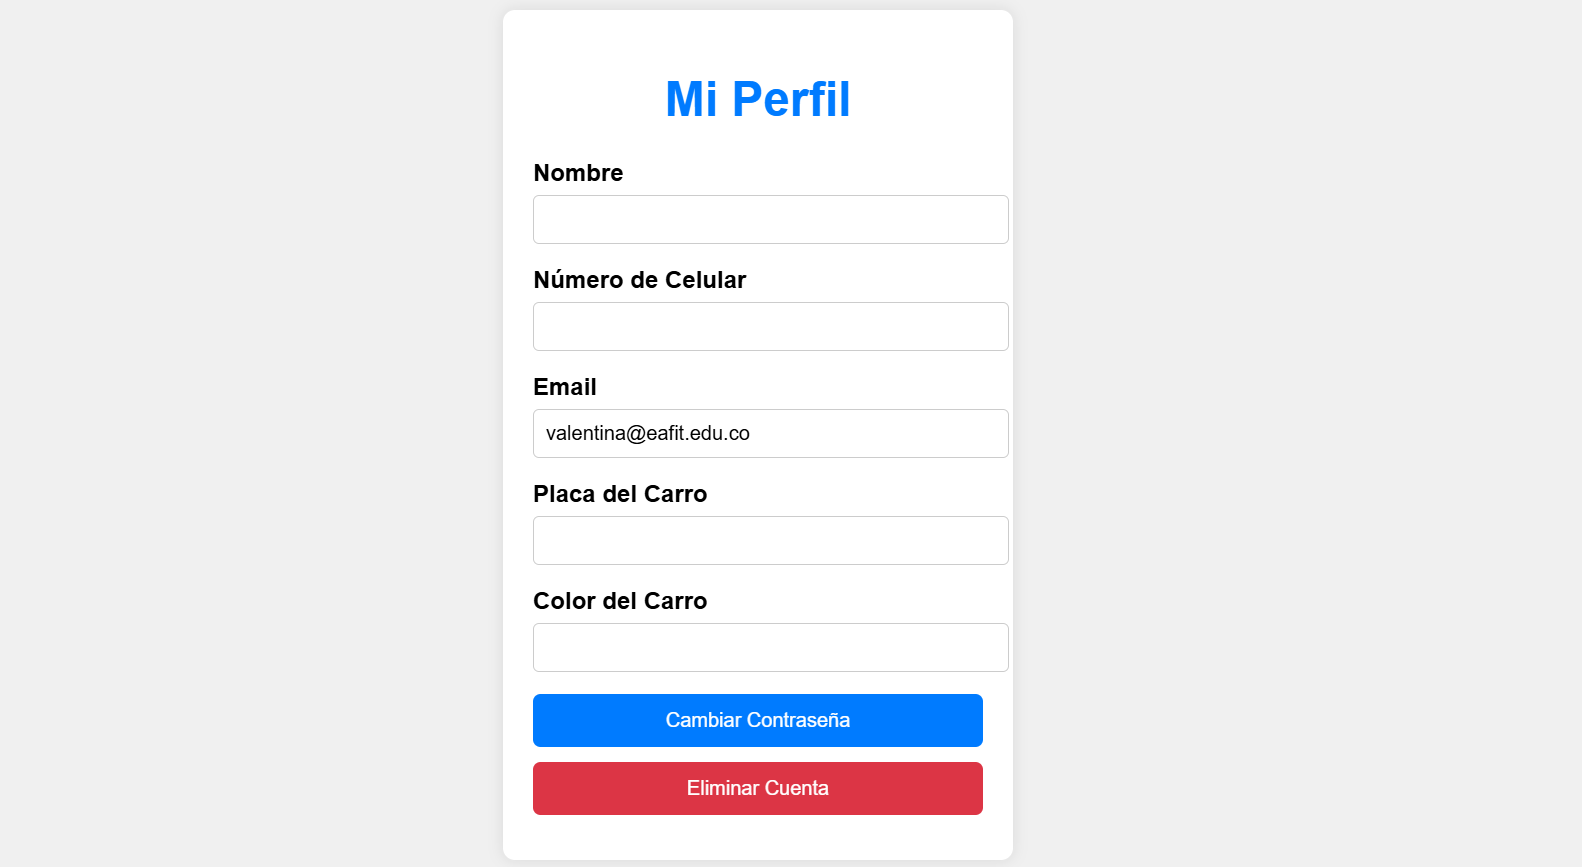 Mi Perfil
Nombre
Número de Celular
Email
valentina@eafit.edu.co
Placa del Carro
Color del Carro
Cambiar Contraseña
Eliminar Cuenta